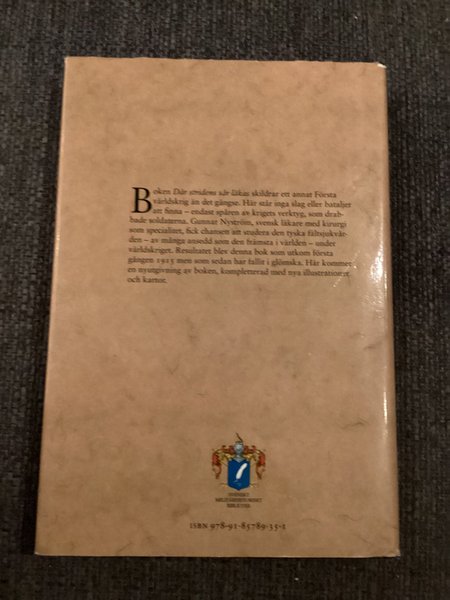 Boken Där stridens sår läkas skildrar ett annat Första
världskrig än det gängse. Här står inga slag eller bataljer
att finna – endast spåren av krigets verktyg, som drab-
bade soldaterna. Gunnar Nyström, svensk läkare med kirurgi
som specialitet, fick chansen att studera den tyska fältsjukvår-
den – av många ansedd som den främsta i världen – under
världskriget. Resultatet blev denna bok som utkom första
gången 1915 men som sedan har fallit i glömska. Här kommer
en nyutgivning av boken, kompletterad med nya illustrationer
och kartor.
SVENSKT
MILITÄRHISTORISKT
BIBLIOTEK
ISBN 978-91-85789-35-1